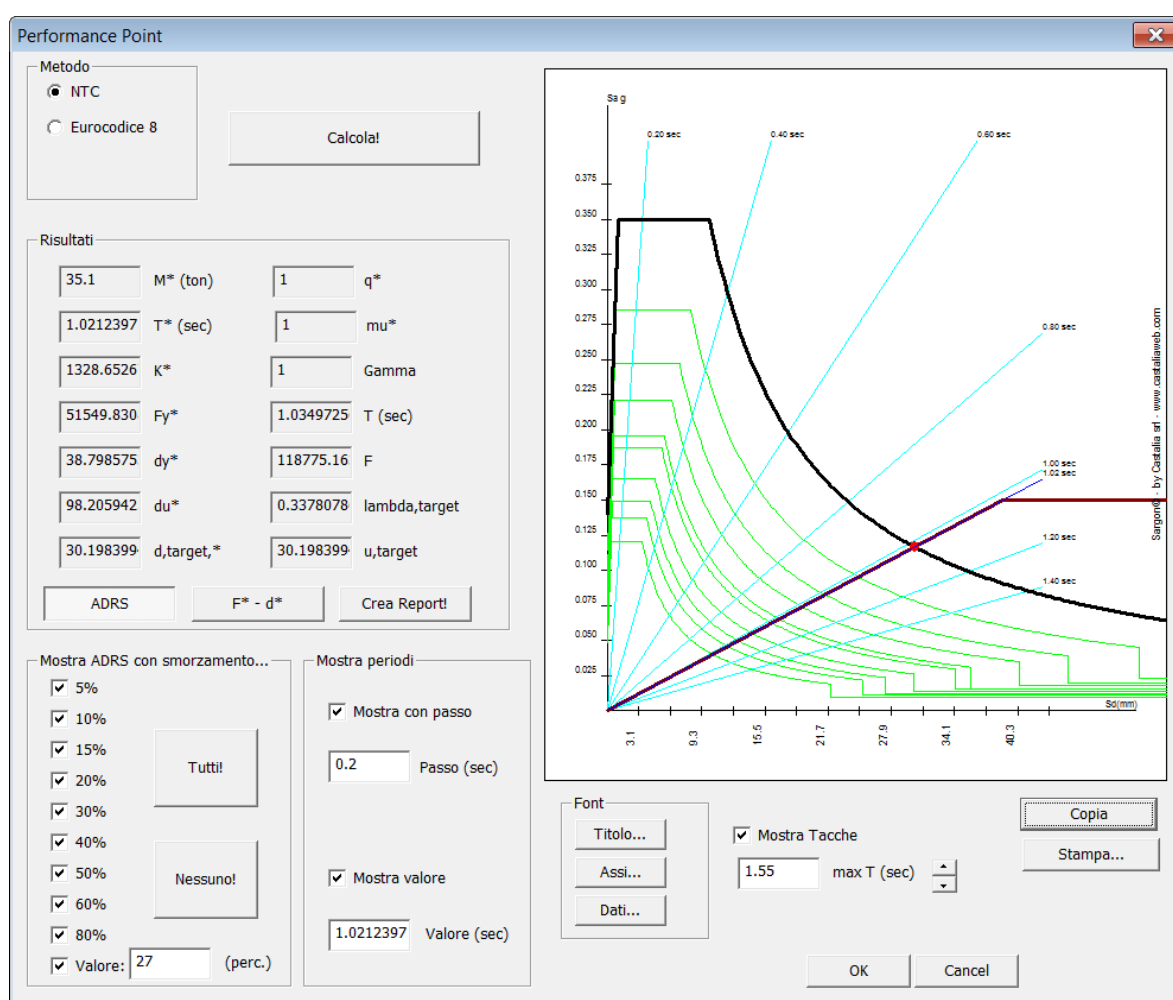 Performance Point
Metodo
NTC
Eurocodice 8
Calcola!
Risultati
35.1 M* (ton) 1 q*
1.0212397 T* (sec) 1 mu*
1328.6526 K* 1 Gamma
51549.830 Fy* 1.0349725 T (sec)
38.798575 dy* 118775.16 F
98.205942 du* 0.3378078 lambda,target
30.198399 d,target,* 30.198399 u,target
ADRS F* - d* Crea Report!
Mostra ADRS con smorzamento...
5%
10%
15%
20%
30%
40%
50%
60%
80%
Valore: 27 (perc.)
Tutti!
Nessuno!
Mostra periodi
Mostra con passo
0.2 Passo (sec)
Mostra valore
1.0212397 Valore (sec)
Sa g
0.375
0.350
0.325
0.300
0.275
0.250
0.225
0.200
0.175
0.150
0.125
0.100
0.075
0.050
0.025
0.20 sec
0.40 sec
0.60 sec
0.80 sec
1.00 sec
1.02 sec
1.20 sec
1.40 sec
Sd(mm)
3.1 9.3 15.5 21.7 27.9 34.1 40.3
Sargon© - by Castalia srl - www.castaliaweb.com
Font
Titolo...
Assi...
Dati...
Mostra Tacche
1.55 max T (sec)
Copia
Stampa...
OK Cancel